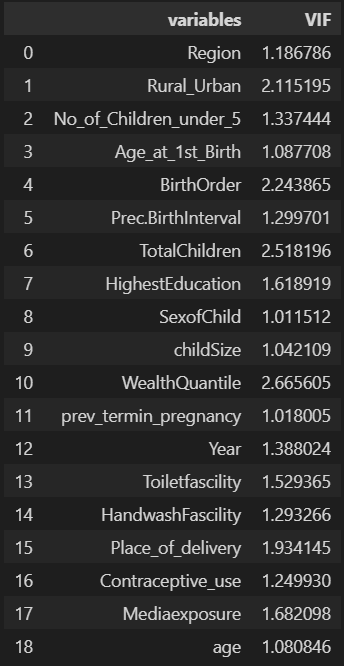 variables VIF
0 Region 1.186786
1 Rural_Urban 2.115195
2 No_of_Children_under_5 1.337444
3 Age_at_1st_Birth 1.087708
4 BirthOrder 2.243865
5 Prec.BirthInterval 1.299701
6 TotalChildren 2.518196
7 HighestEducation 1.618919
8 SexofChild 1.011512
9 childSize 1.042109
10 WealthQuantile 2.665605
11 prev_termin_pregnancy 1.018005
12 Year 1.388024
13 Toiletfascility 1.529365
14 HandwashFascility 1.293266
15 Place_of_delivery 1.934145
16 Contraceptive_use 1.249930
17 Mediaexposure 1.682098
18 age 1.080846